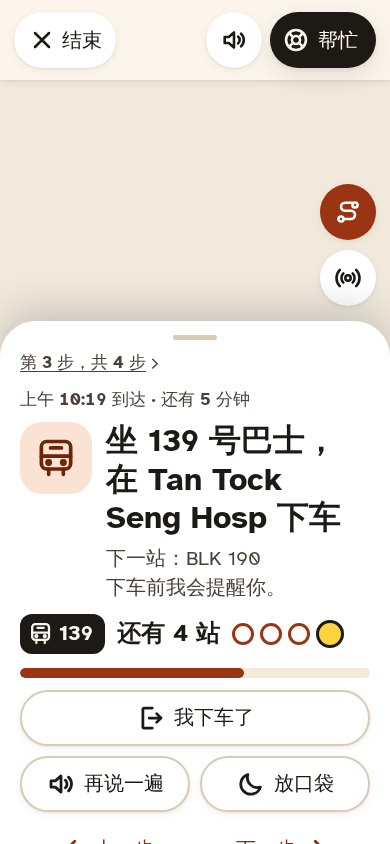 结束
帮忙
第 3 步，共 4 步
上午 10:19 到达 · 还有 5 分钟
坐 139 号巴士，
在 Tan Tock
Seng Hosp 下车
下一站：BLK 190
下车前我会提醒你。
139 还有 4 站
我下车了
再说一遍
放口袋